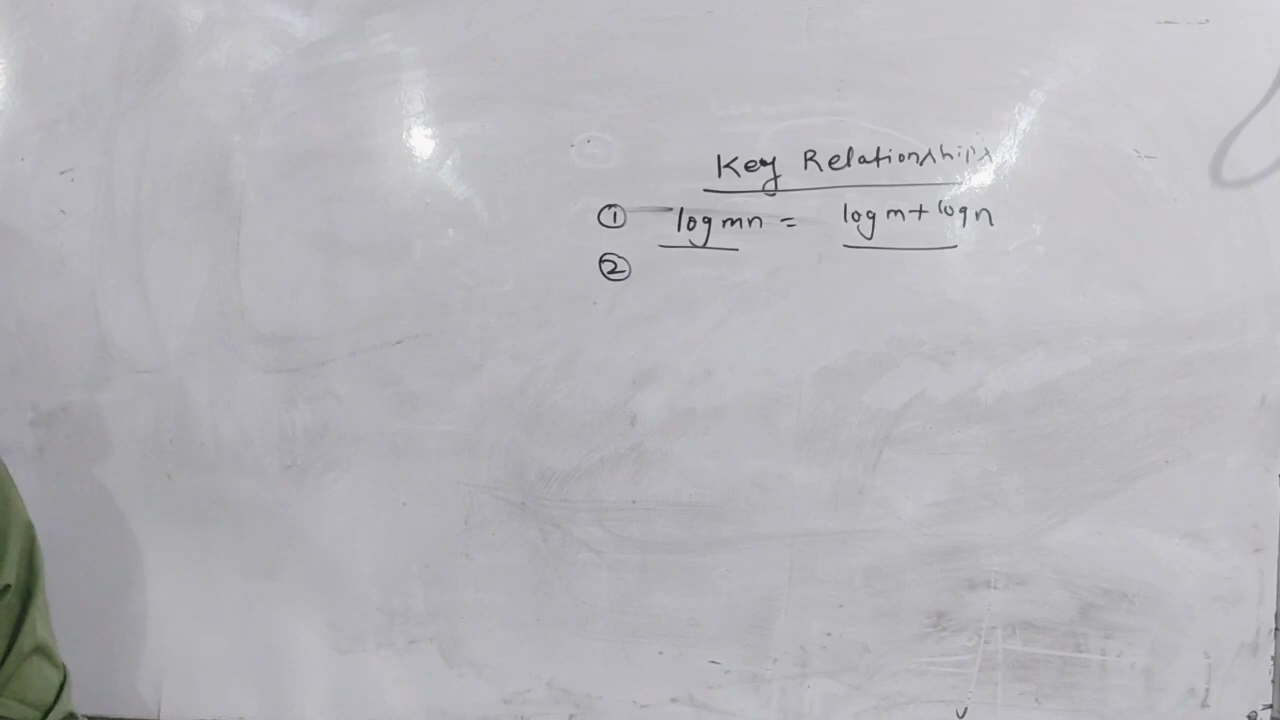 Key Relationships
① log mn = log m + log n
②